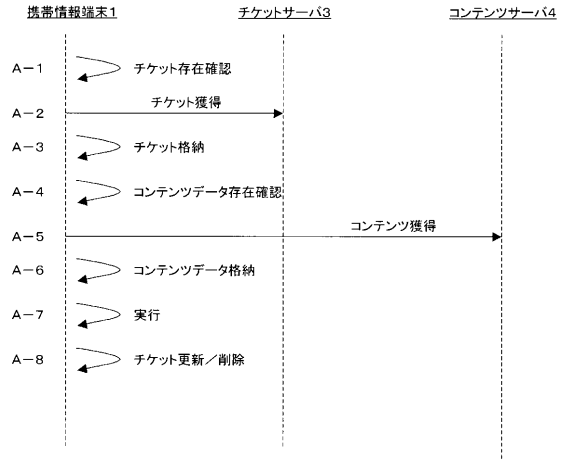 携帯情報端末1 チケットサーバ3 コンテンツサーバ4
A-1 チケット存在確認
チケット獲得
A-2
A-3 チケット格納
A-4 コンテンツデータ存在確認
コンテンツ獲得
A-5
A-6 コンテンツデータ格納
A-7 実行
A-8 チケット更新/削除